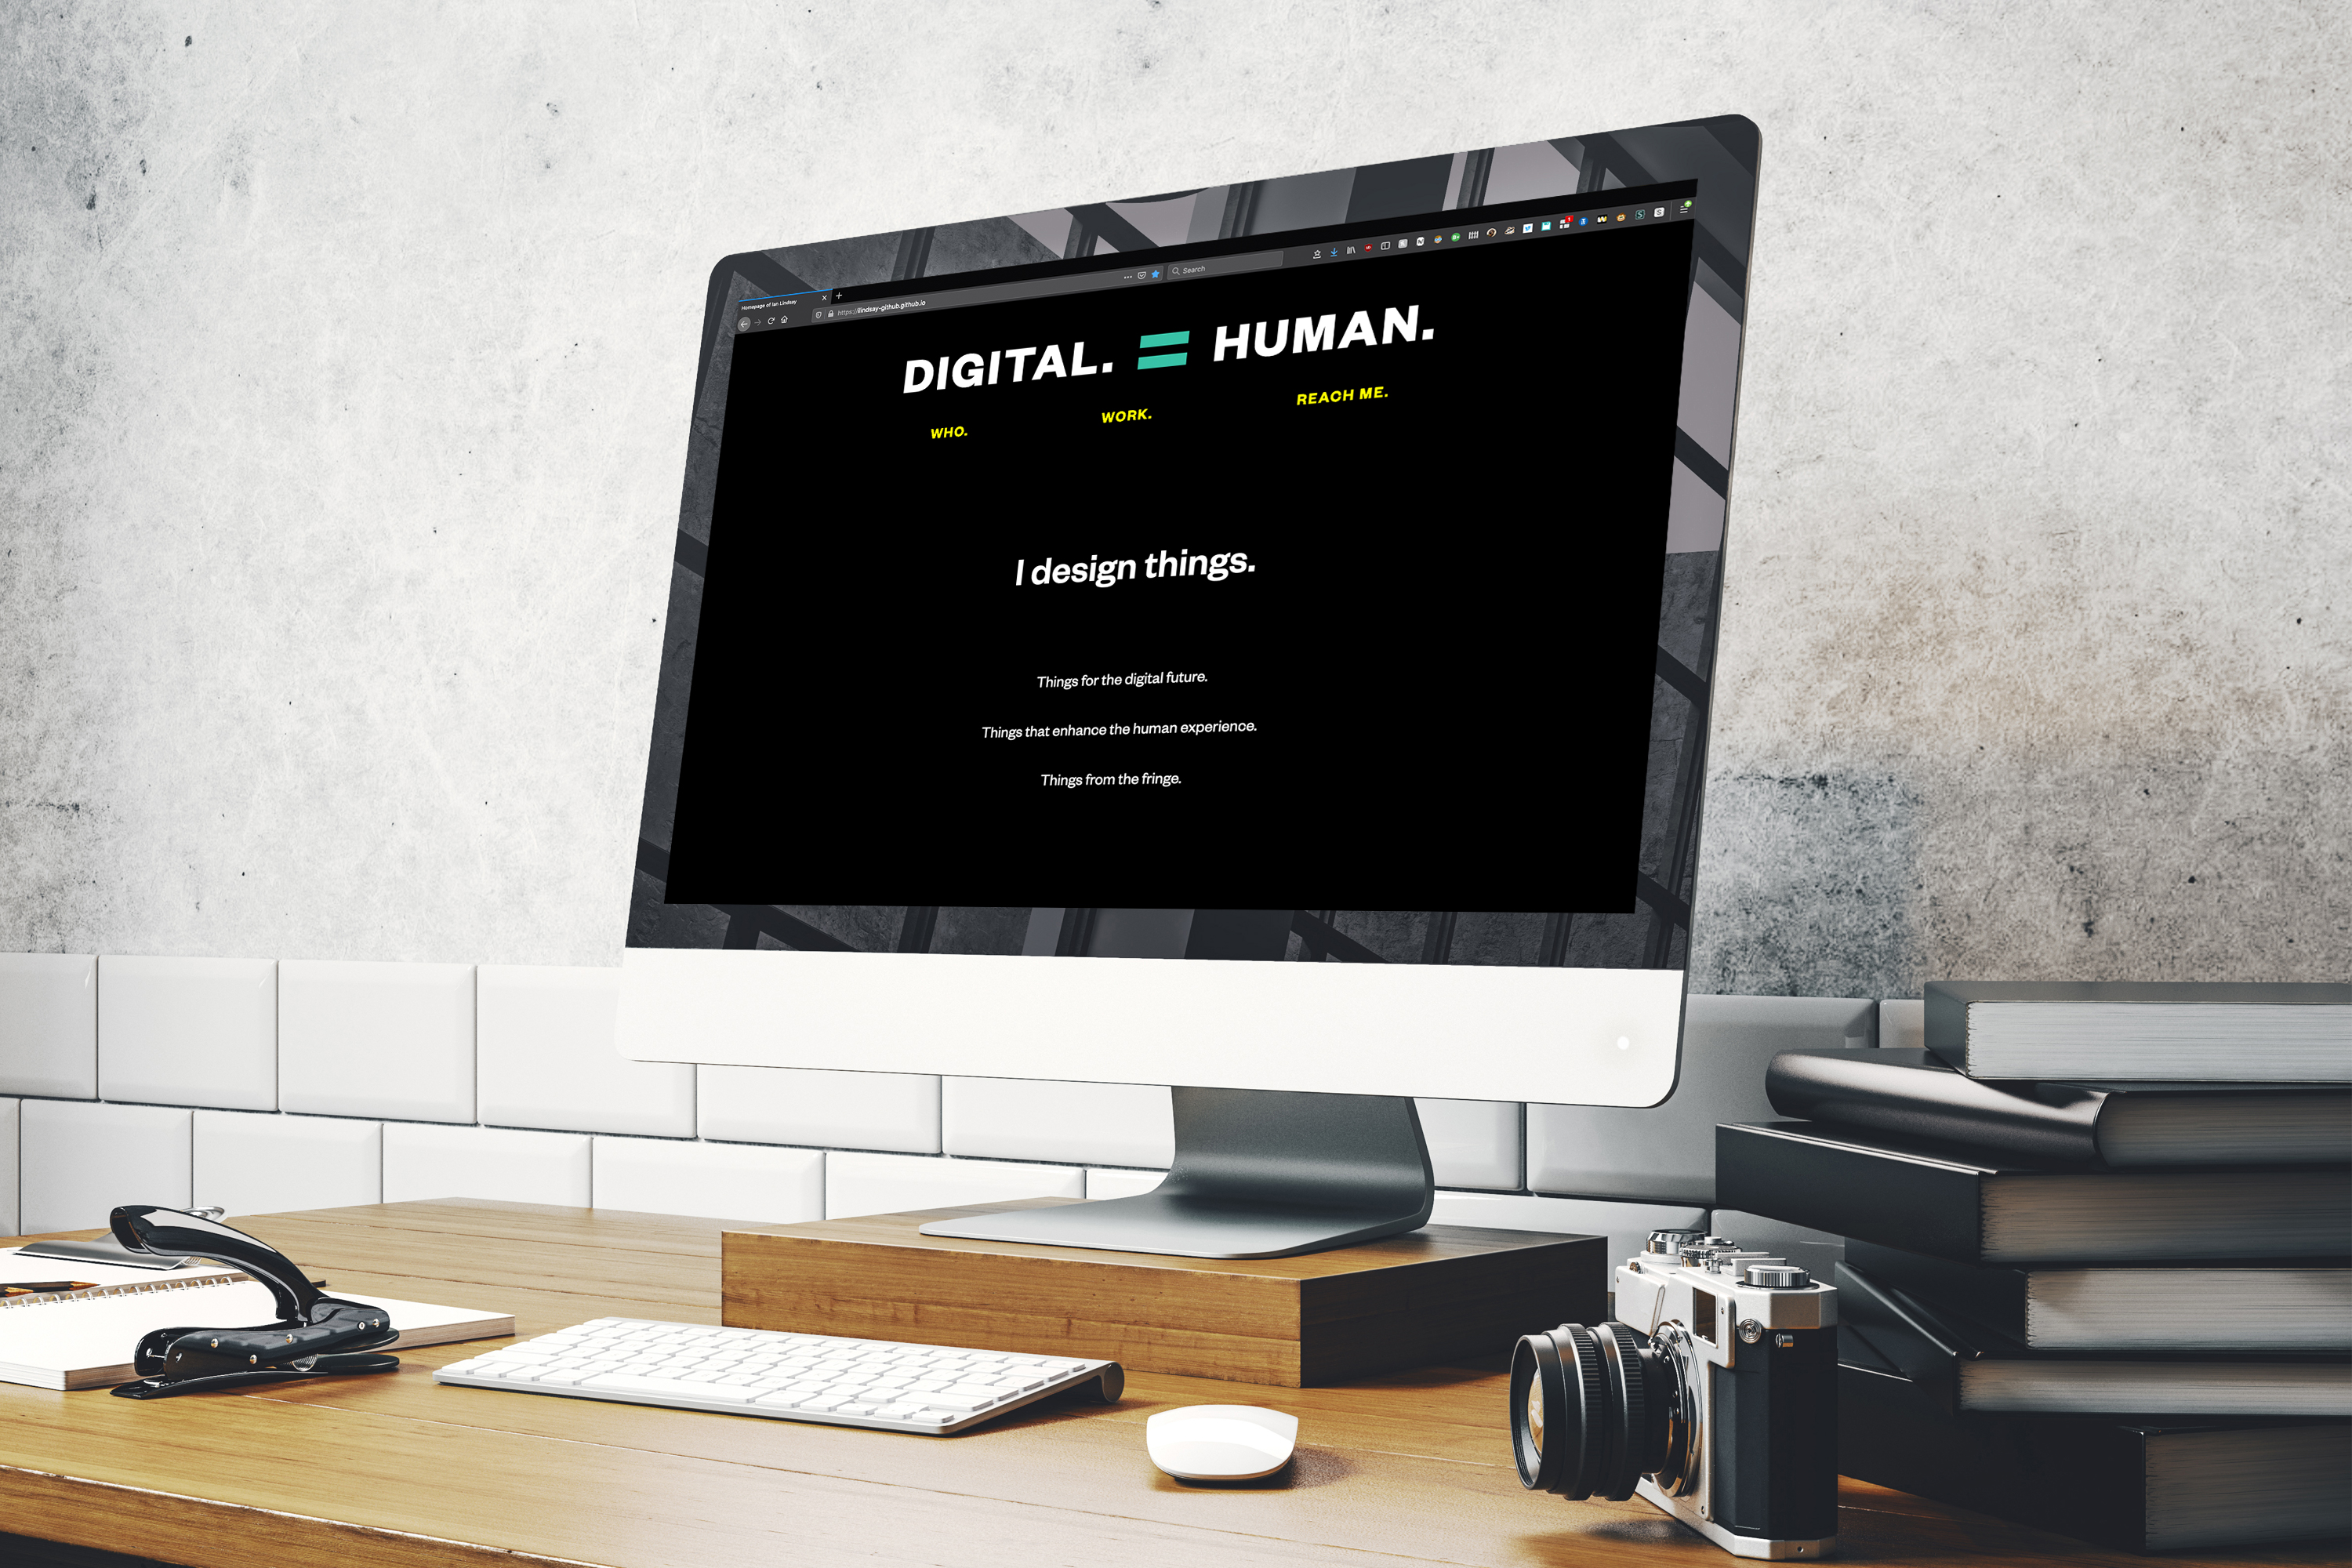 Homepage of Ian Lindsay
https://lindsay-github.github.io
Search
DIGITAL. = HUMAN.
WHO. WORK. REACH ME.
I design things.
Things for the digital future.
Things that enhance the human experience.
Things from the fringe.